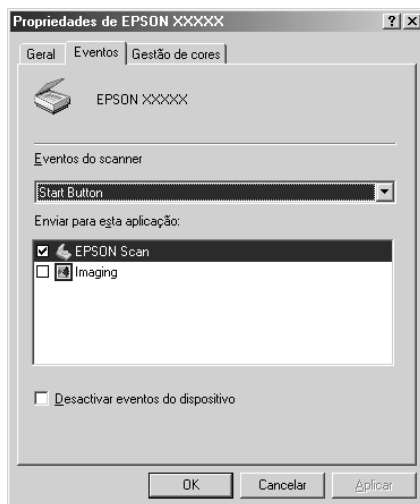 Propriedades de EPSON XXXXX
Geral Eventos Gestão de cores
EPSON XXXXX
Eventos do scanner
Start Button
Enviar para esta aplicação:
EPSON Scan
Imaging
Desactivar eventos do dispositivo
OK Cancelar Aplicar